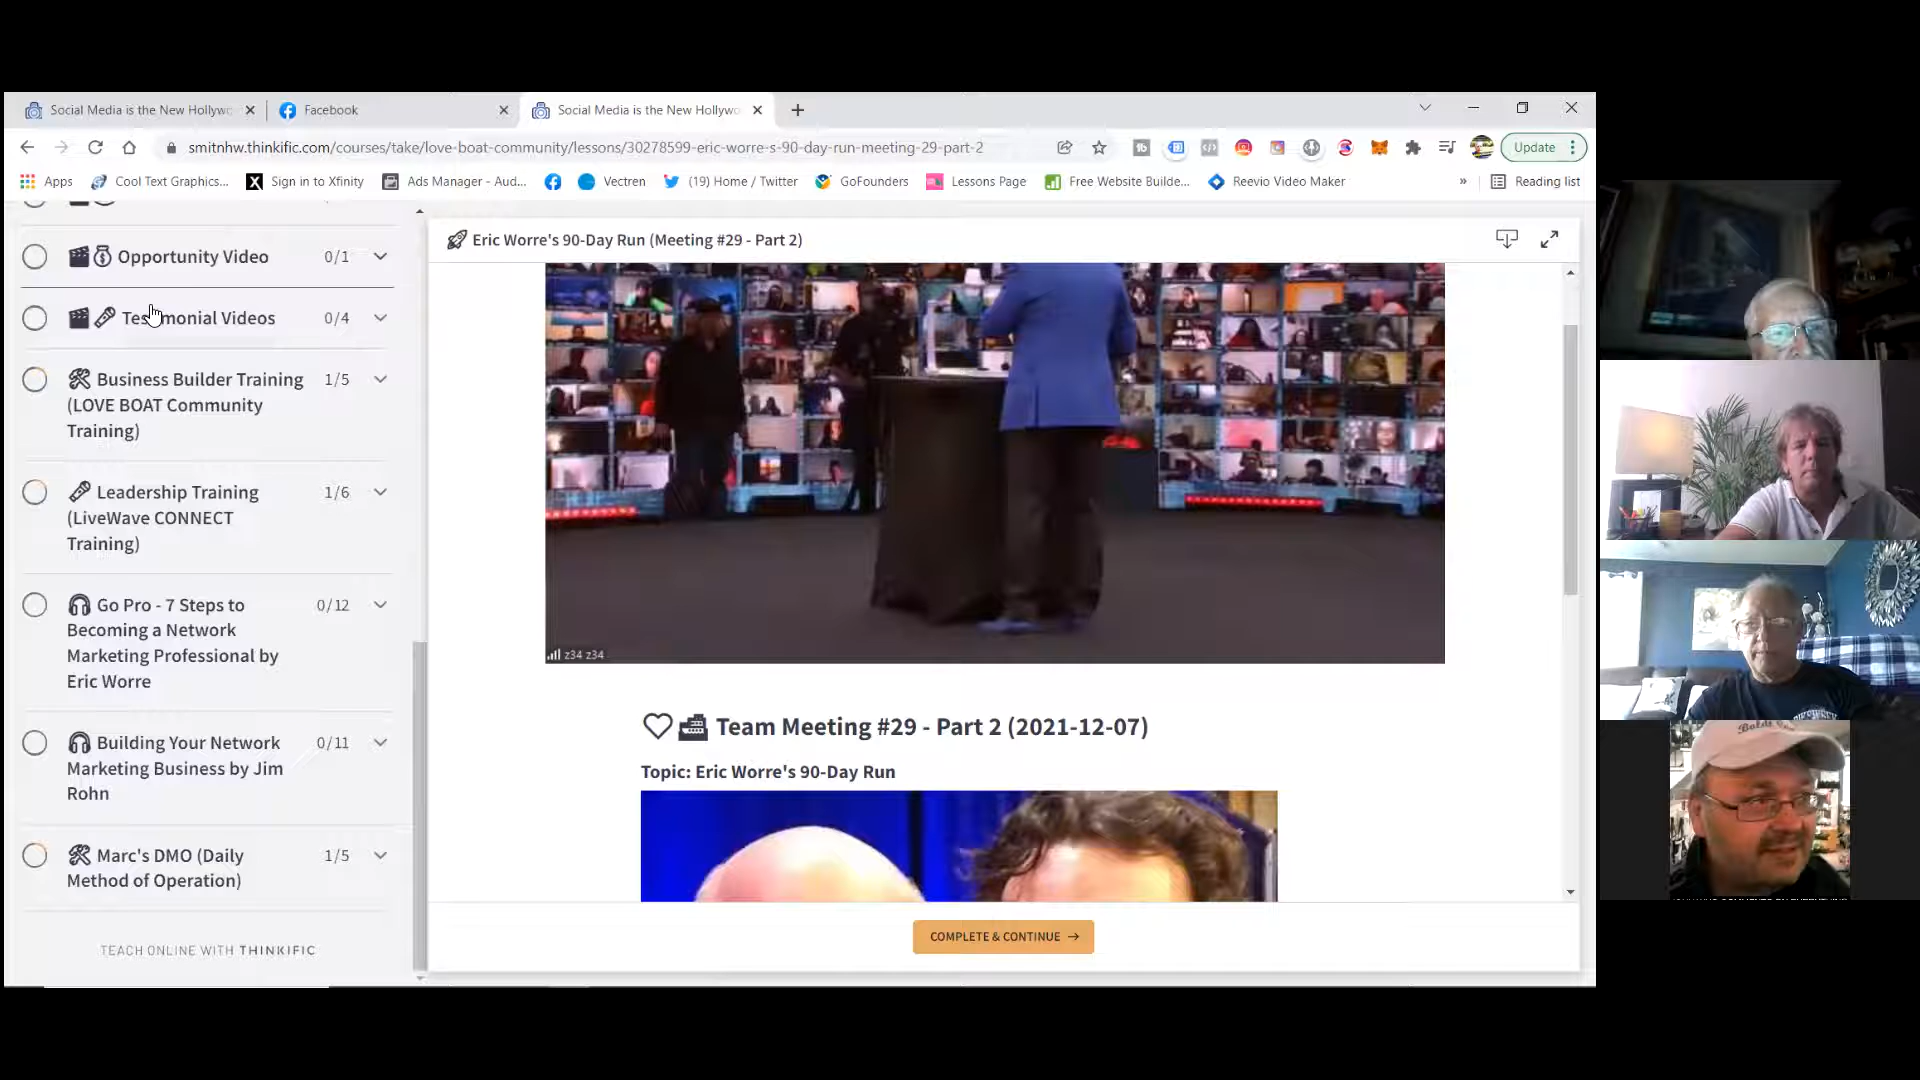 Social Media is the New Hollywo
Facebook
Social Media is the New Hollywo
smitnhw.thinkific.com/courses/take/love-boat-community/lessons/30278599-eric-worre-s-90-day-run-meeting-29-part-2
Update
Apps
Cool Text Graphics...
Sign in to Xfinity
Ads Manager - Aud...
Vectren
(19) Home / Twitter
GoFounders
Lessons Page
Free Website Builde...
Reevio Video Maker
»
Reading list
Opportunity Video 0/1
Testimonial Videos 0/4
Business Builder Training 1/5
(LOVE BOAT Community
Training)
Leadership Training 1/6
(LiveWave CONNECT
Training)
Go Pro - 7 Steps to 0/12
Becoming a Network
Marketing Professional by
Eric Worre
Building Your Network 0/11
Marketing Business by Jim
Rohn
Marc's DMO (Daily 1/5
Method of Operation)
TEACH ONLINE WITH THINKIFIC
Eric Worre's 90-Day Run (Meeting #29 - Part 2)
z34 z34
Team Meeting #29 - Part 2 (2021-12-07)
Topic: Eric Worre's 90-Day Run
COMPLETE & CONTINUE →